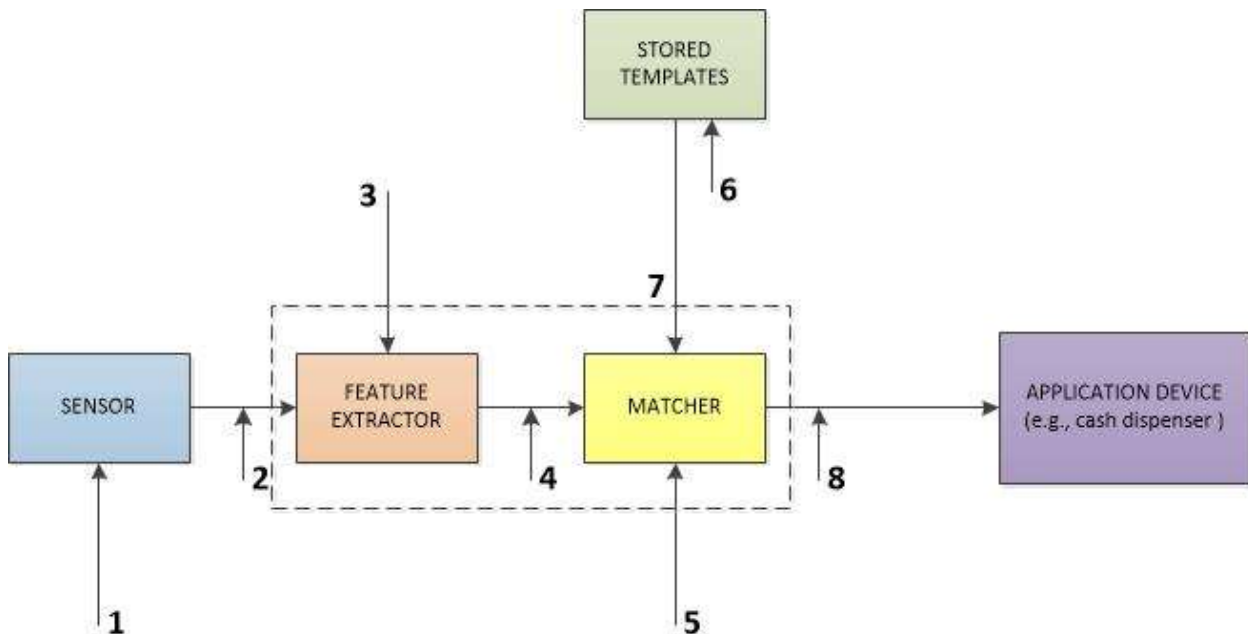 STORED
TEMPLATES
3
6
7
SENSOR
FEATURE
EXTRACTOR
MATCHER
APPLICATION DEVICE
(e.g., cash dispenser )
2
4
8
1
5